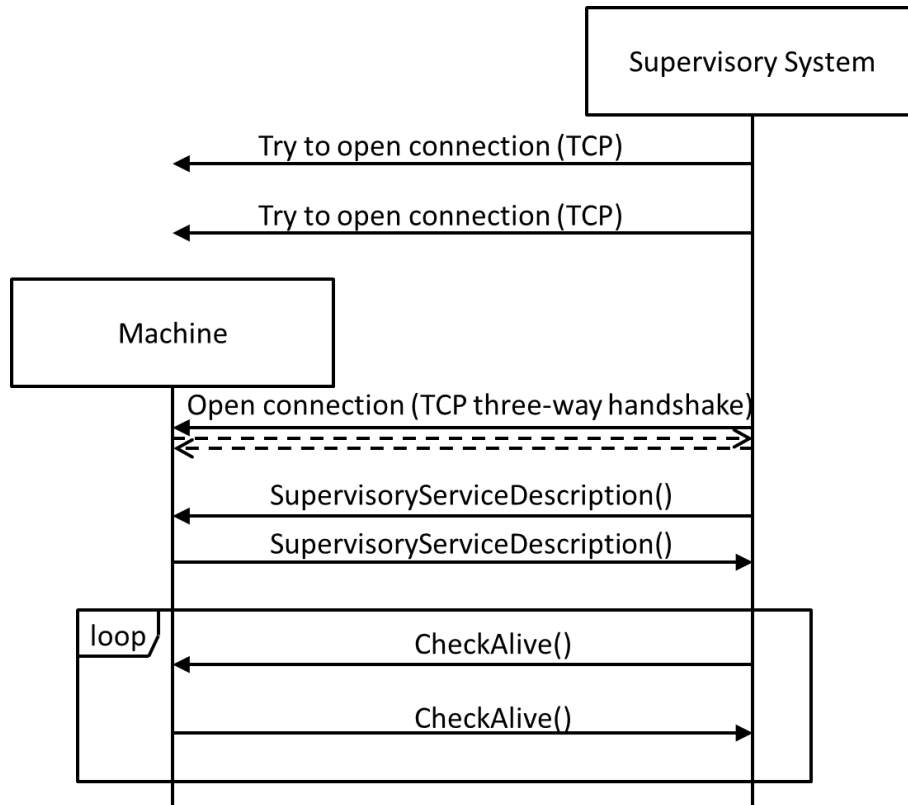 Supervisory System
Try to open connection (TCP)
Try to open connection (TCP)
Machine
Open connection (TCP three-way handshake)
SupervisoryServiceDescription()
SupervisoryServiceDescription()
loop
CheckAlive()
CheckAlive()